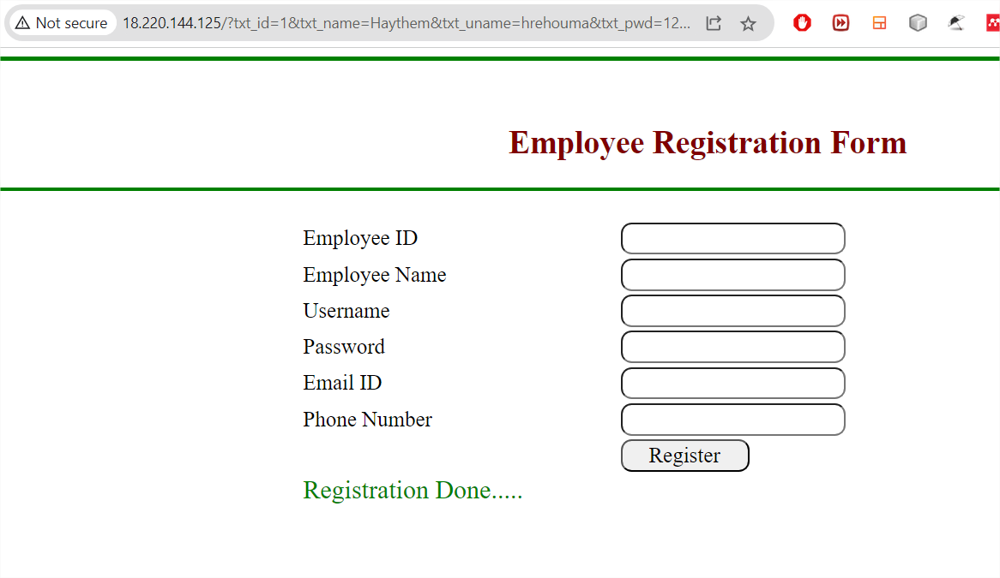 Not secure 18.220.144.125/?txt_id=1&txt_name=Haythem&txt_uname=hrehouma&txt_pwd=12...
Employee Registration Form
Employee ID
Employee Name
Username
Password
Email ID
Phone Number
Register
Registration Done.....